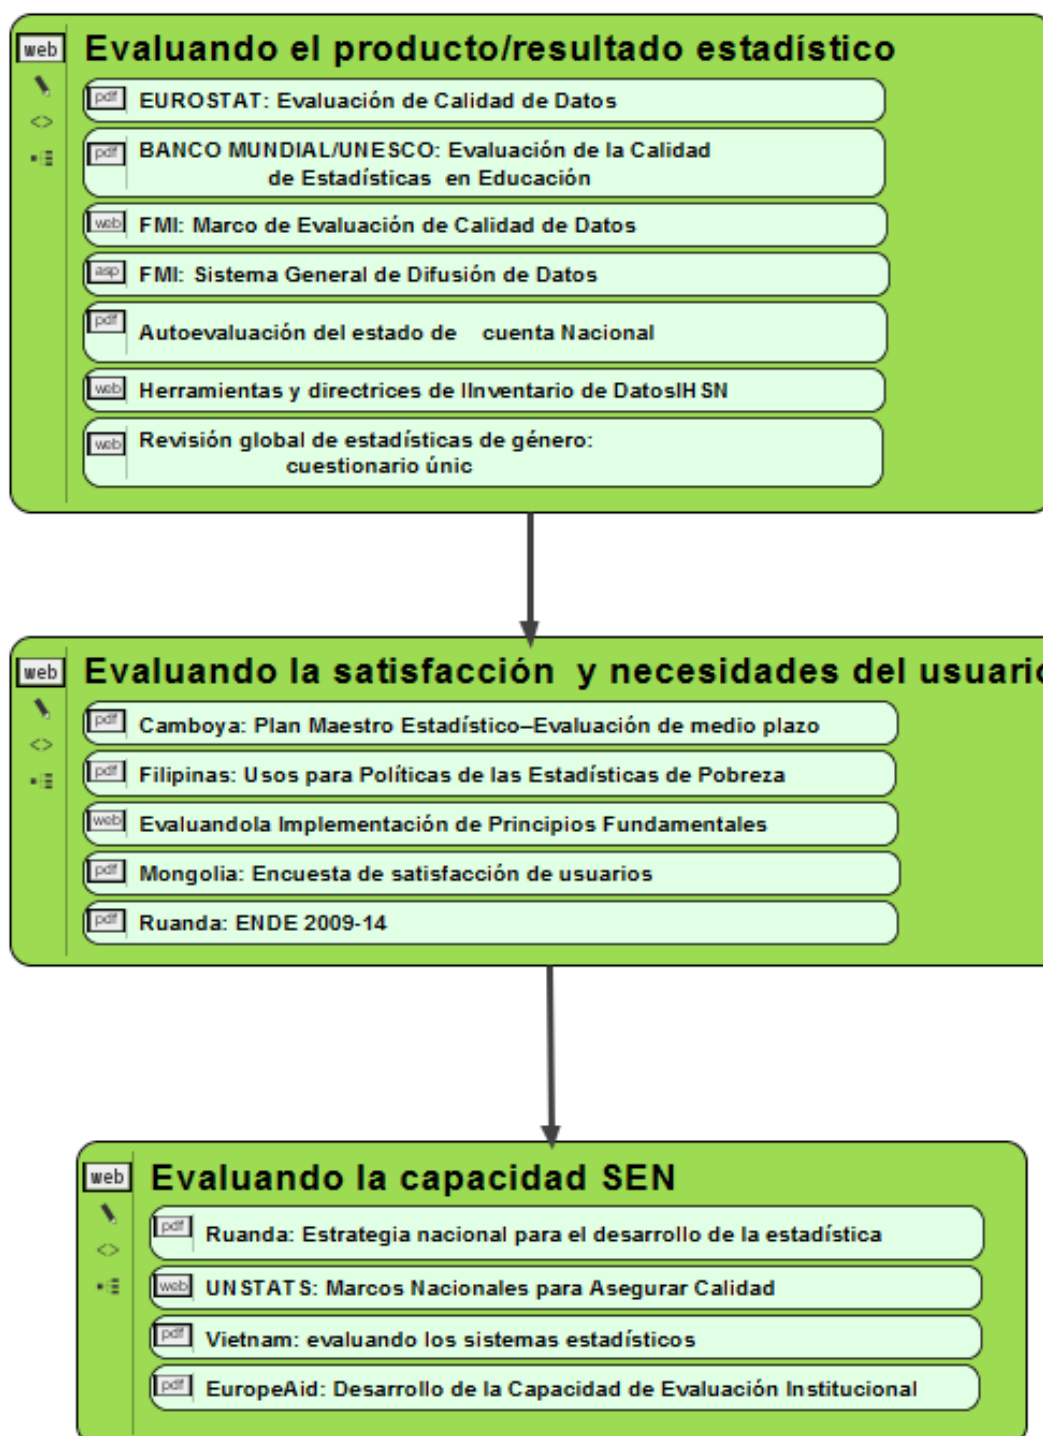 web Evaluando el producto/resultado estadístico
pdf EUROSTAT: Evaluación de Calidad de Datos
pdf BANCO MUNDIAL/UNESCO: Evaluación de la Calidad
de Estadísticas en Educación
web FMI: Marco de Evaluación de Calidad de Datos
asp FMI: Sistema General de Difusión de Datos
pdf Autoevaluación del estado de cuenta Nacional
web Herramientas y directrices de lInventario de DatosIHSN
web Revisión global de estadísticas de género:
cuestionario únic
web Evaluando la satisfacción y necesidades del usuario
pdf Camboya: Plan Maestro Estadístico–Evaluación de medio plazo
pdf Filipinas: Usos para Políticas de las Estadísticas de Pobreza
web Evaluandola Implementación de Principios Fundamentales
pdf Mongolia: Encuesta de satisfacción de usuarios
pdf Ruanda: ENDE 2009-14
web Evaluando la capacidad SEN
pdf Ruanda: Estrategia nacional para el desarrollo de la estadística
web UNSTATS: Marcos Nacionales para Asegurar Calidad
pdf Vietnam: evaluando los sistemas estadísticos
pdf EuropeAid: Desarrollo de la Capacidad de Evaluación Institucional